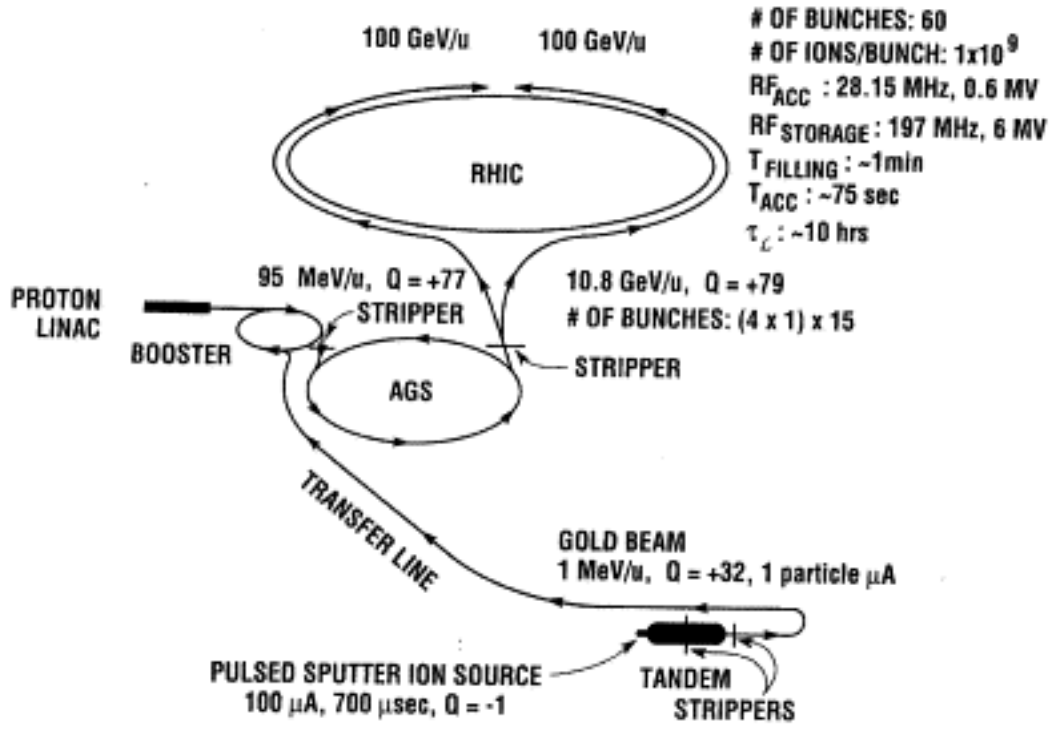 100 GeV/u 100 GeV/u
# OF BUNCHES: 60
# OF IONS/BUNCH: 1x10⁹
RF_ACC : 28.15 MHz, 0.6 MV
RF_STORAGE : 197 MHz, 6 MV
T_FILLING : ~1min
T_ACC : ~75 sec
τ_ℒ : ~10 hrs
RHIC
95 MeV/u, Q = +77
10.8 GeV/u, Q = +79
# OF BUNCHES: (4 x 1) x 15
PROTON
LINAC
STRIPPER
BOOSTER
STRIPPER
AGS
TRANSFER LINE
GOLD BEAM
1 MeV/u, Q = +32, 1 particle μA
PULSED SPUTTER ION SOURCE
100 μA, 700 μsec, Q = -1
TANDEM
STRIPPERS